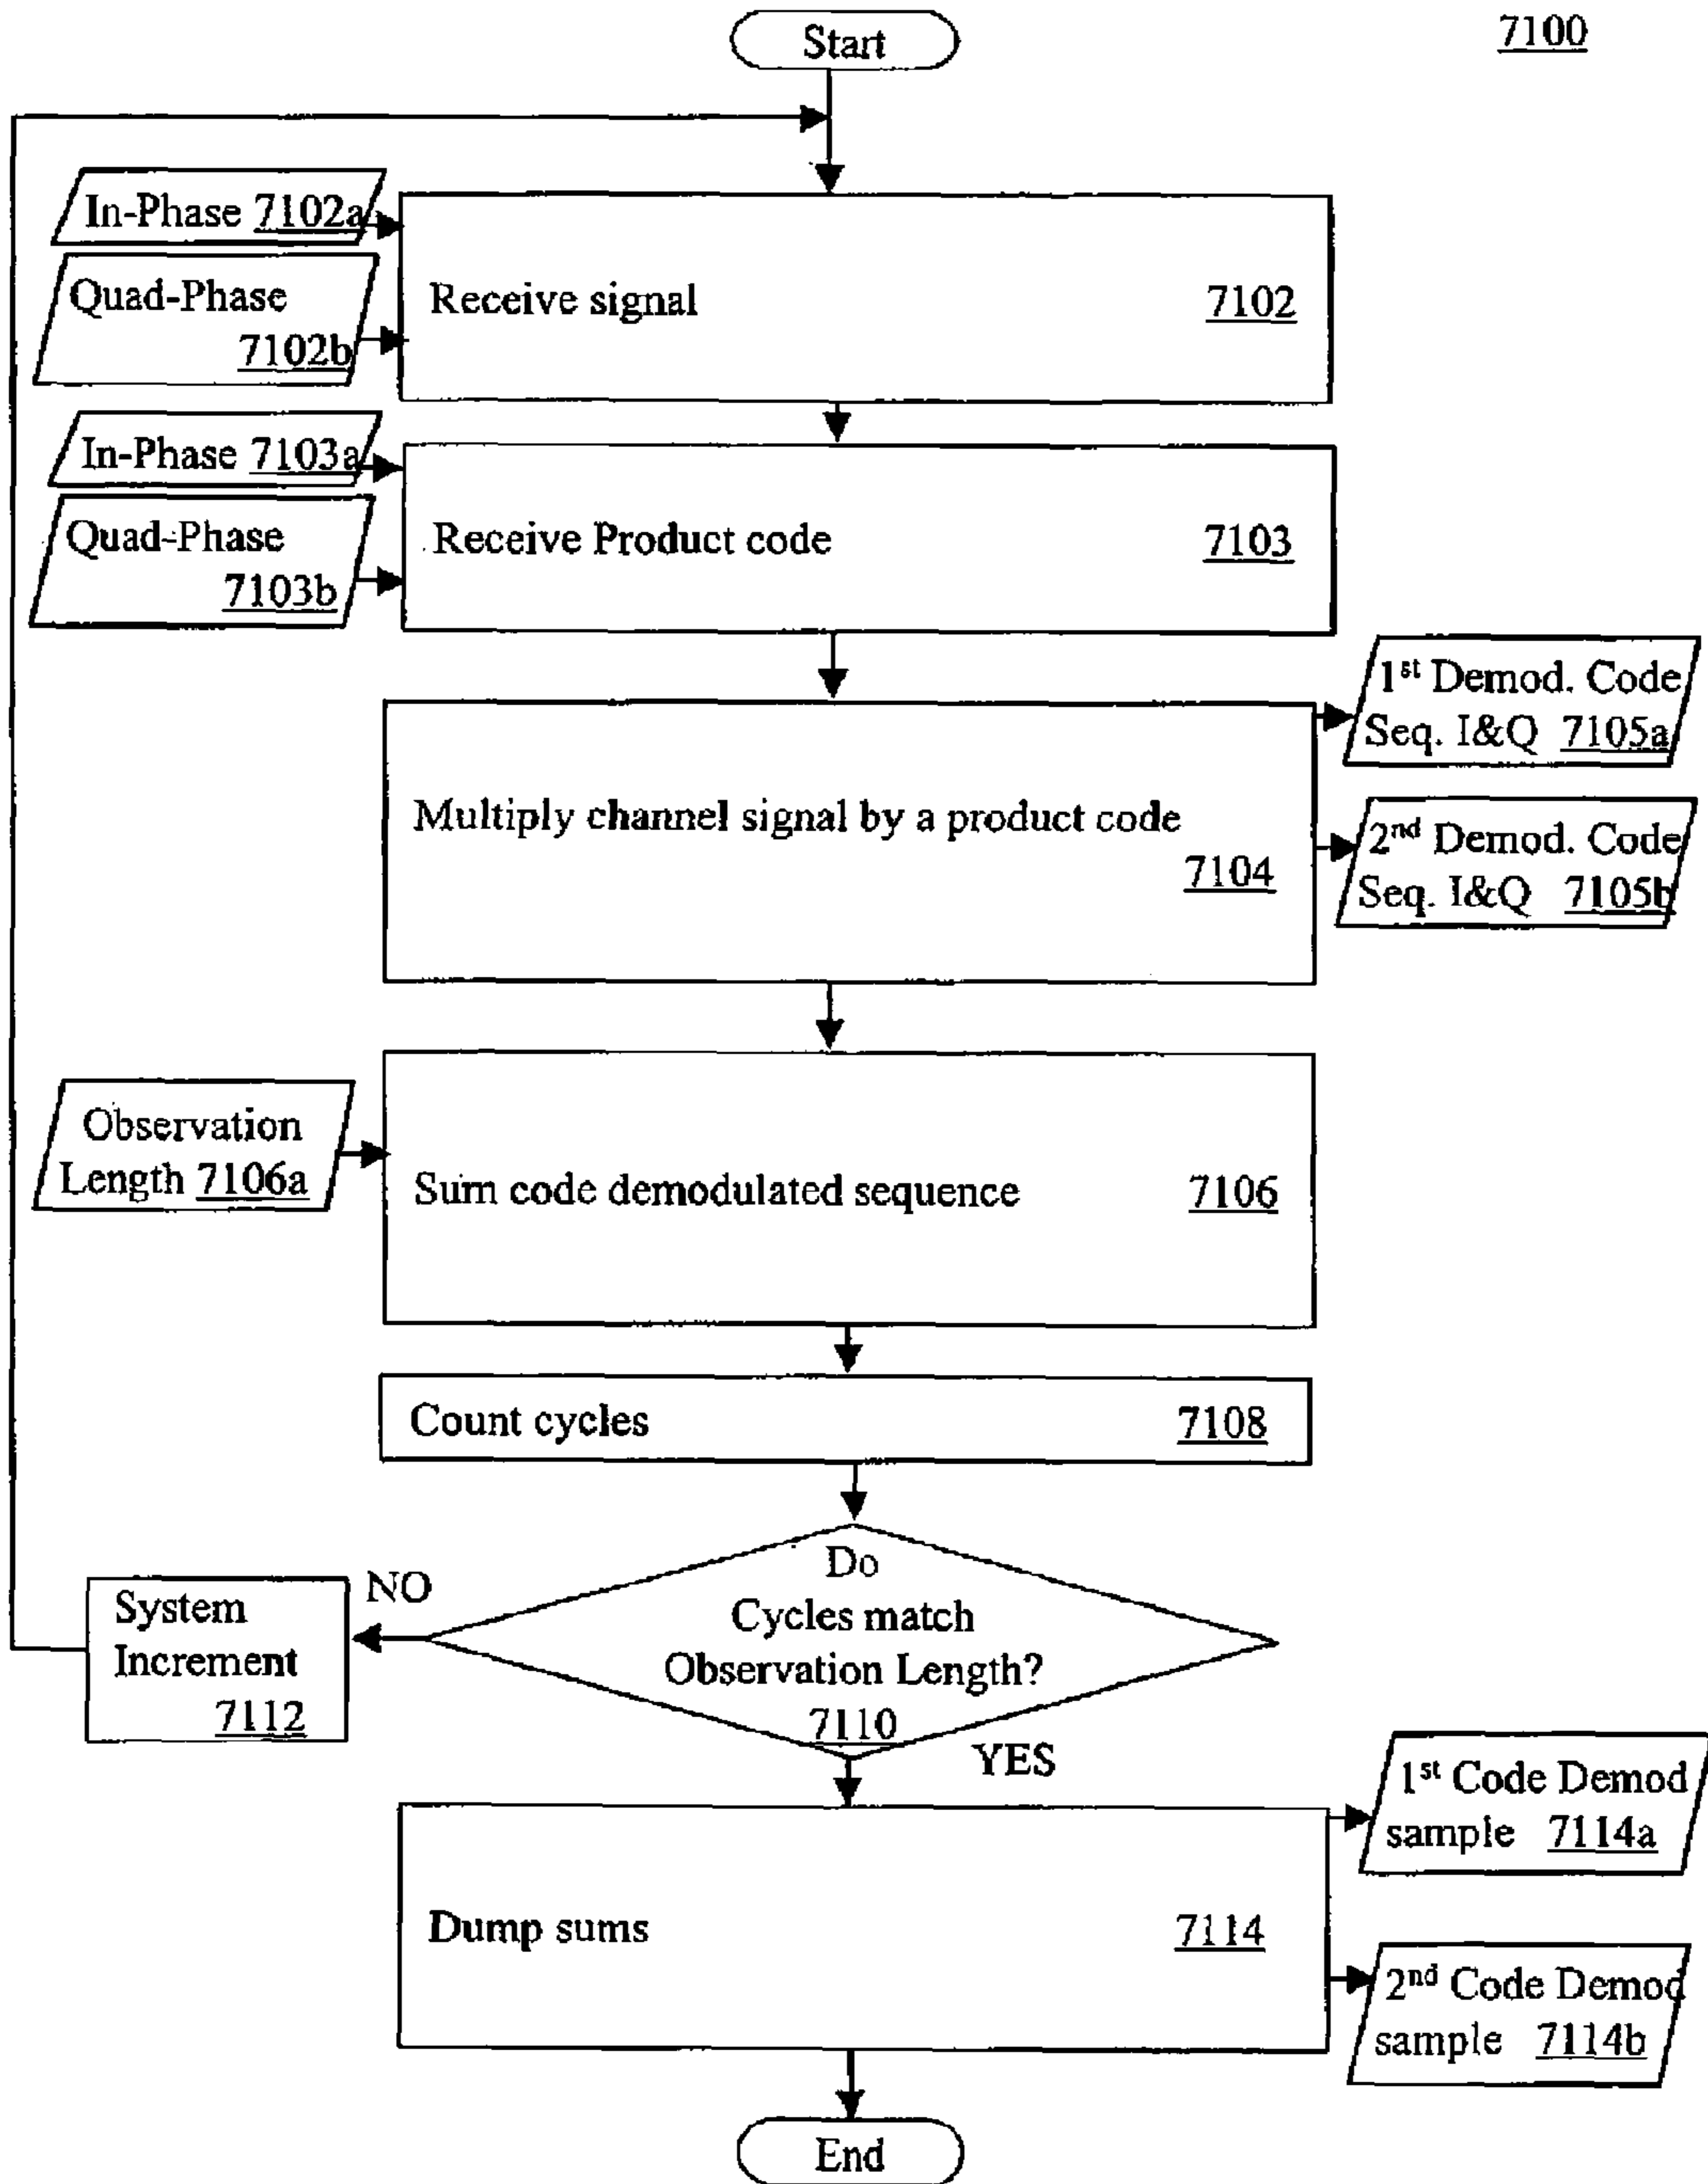 7100
Start
In-Phase 7102a
Quad-Phase
7102b
Receive signal 7102
In-Phase 7103a
Quad-Phase
7103b
Receive Product code 7103
1st Demod. Code
Seq. I&Q 7105a
Multiply channel signal by a product code
7104
2nd Demod. Code
Seq. I&Q 7105b
Observation
Length 7106a
Sum code demodulated sequence 7106
Count cycles 7108
Do
Cycles match
Observation Length?
7110
NO
System
Increment
7112
YES
1st Code Demod
sample 7114a
Dump sums 7114
2nd Code Demod
sample 7114b
End